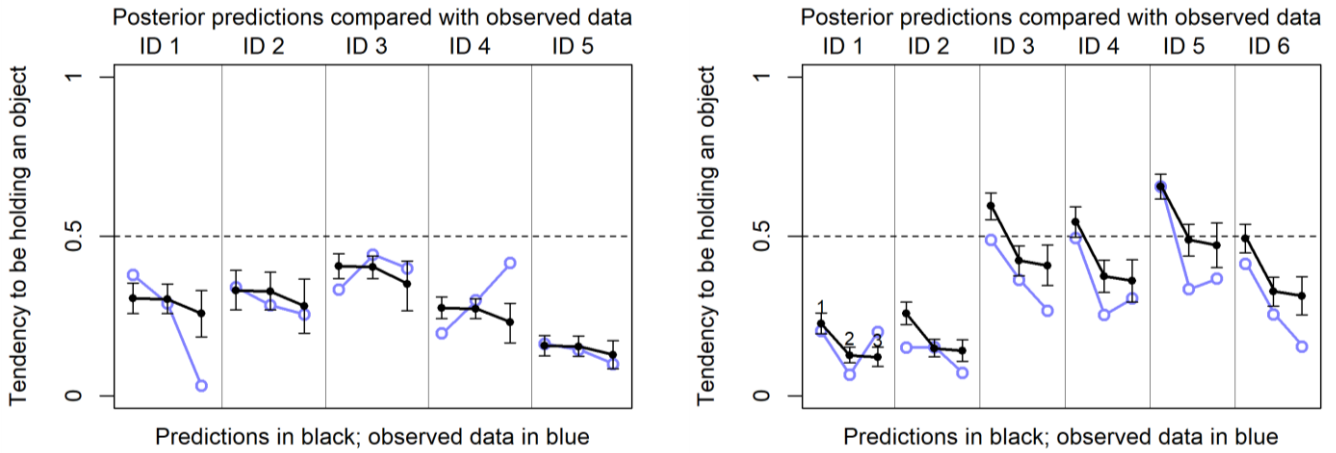 Posterior predictions compared with observed data
ID 1 ID 2 ID 3 ID 4 ID 5
Tendency to be holding an object
1
0.5
0
Predictions in black; observed data in blue
Posterior predictions compared with observed data
ID 1 ID 2 ID 3 ID 4 ID 5 ID 6
Tendency to be holding an object
1
0.5
0
1
2
3
Predictions in black; observed data in blue